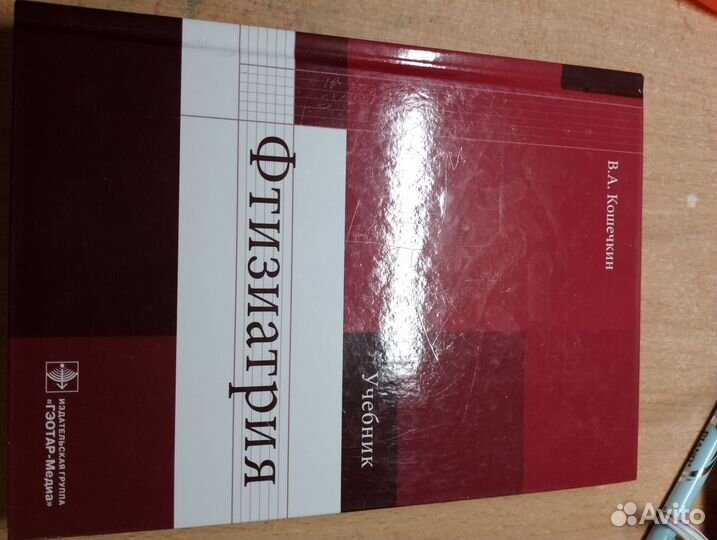 В.А. Кошечкин
Фтизиатрия
Учебник
ИЗДАТЕЛЬСКАЯ ГРУППА
«ГЭОТАР-Медиа»
Avito